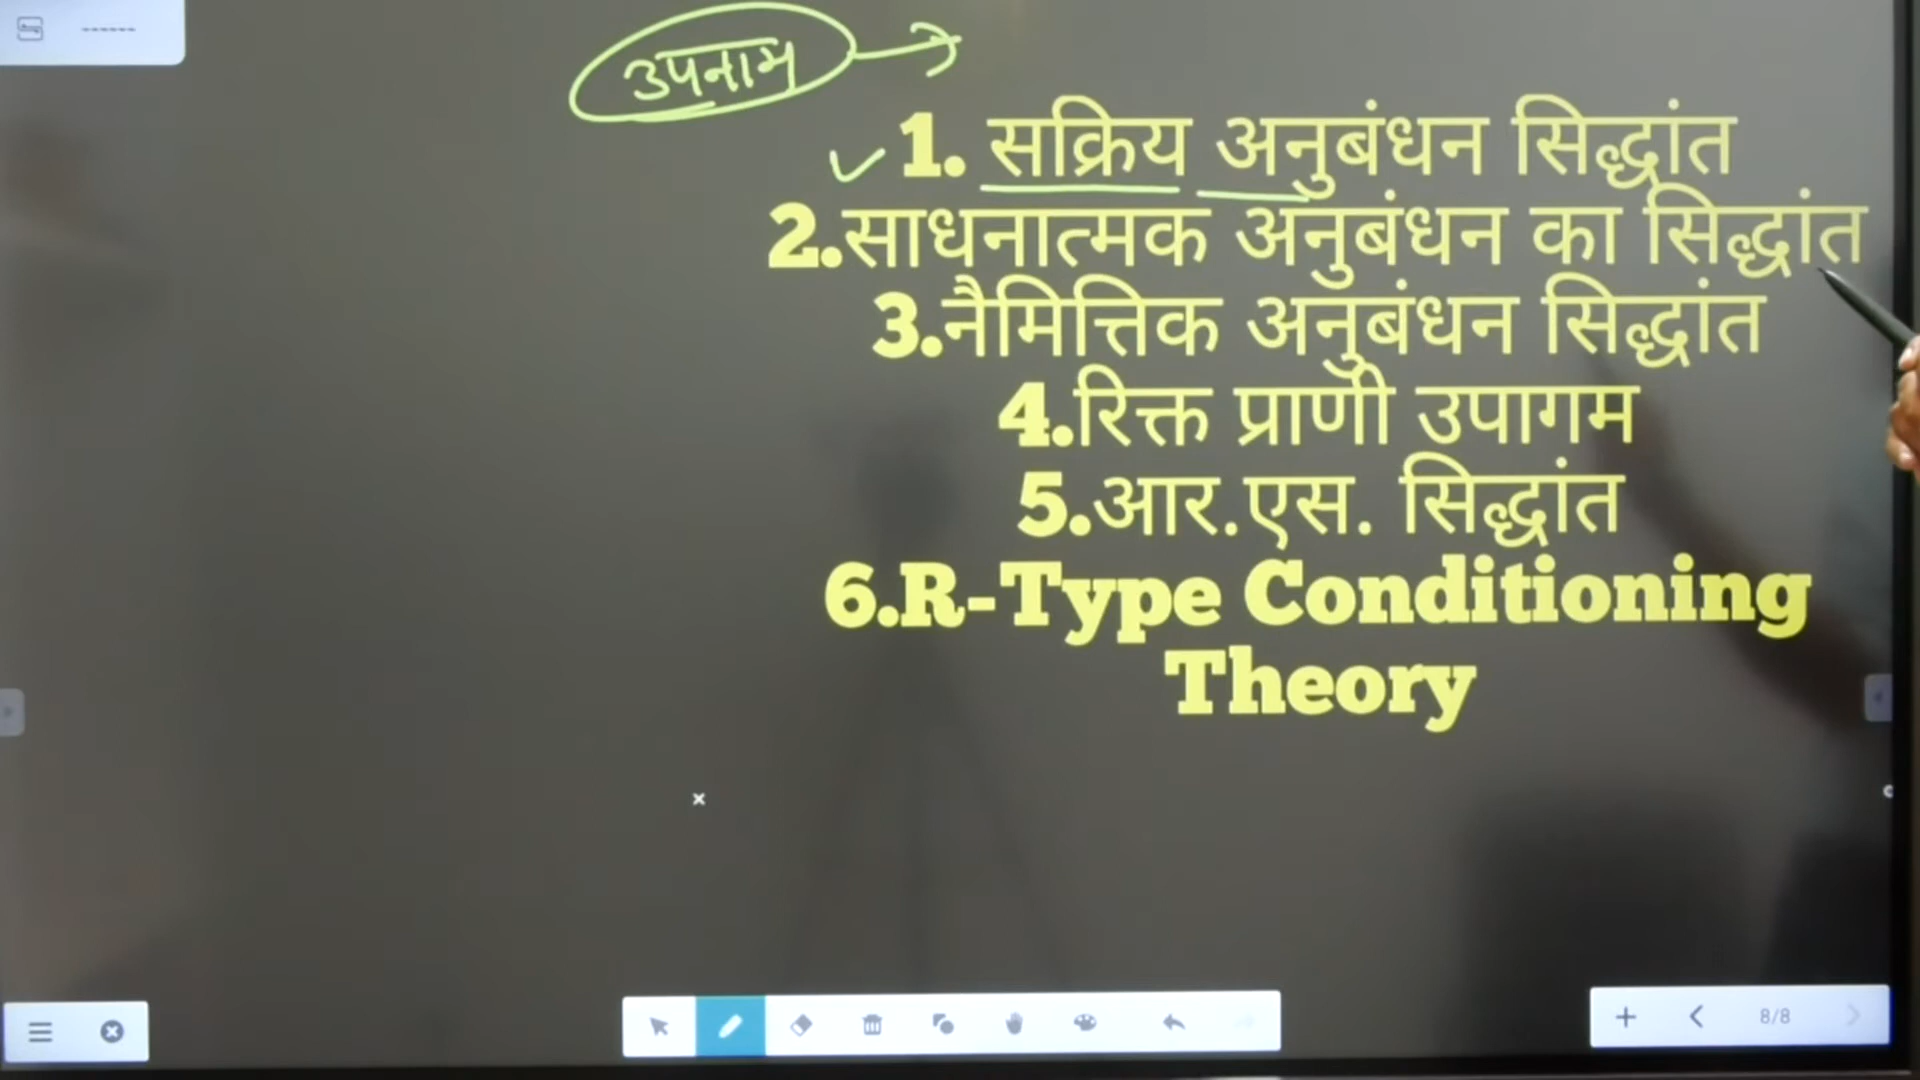 उपनाम
1. सक्रिय अनुबंधन सिद्धांत
2.साधनात्मक अनुबंधन का सिद्धांत
3.नैमित्तिक अनुबंधन सिद्धांत
4.रिक्त प्राणी उपागम
5.आर.एस. सिद्धांत
6.R-Type Conditioning
Theory
8/8